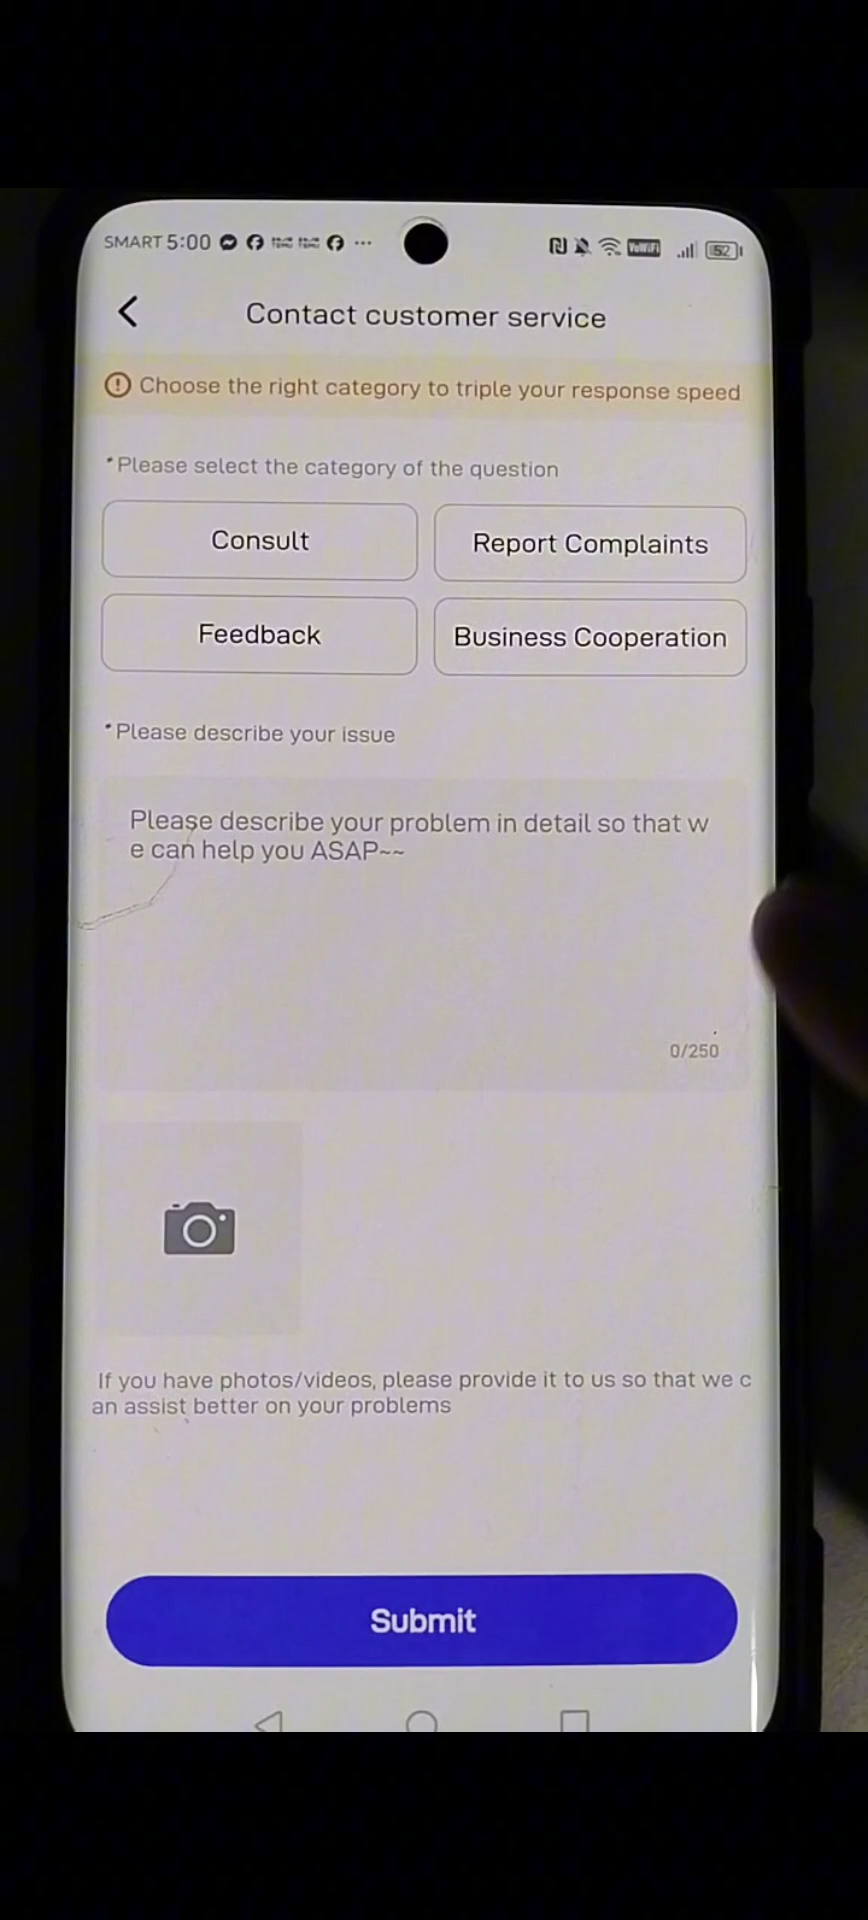 SMART 5:00
VoWiFi
52
Contact customer service
Choose the right category to triple your response speed
*Please select the category of the question
Consult
Report Complaints
Feedback
Business Cooperation
*Please describe your issue
Please describe your problem in detail so that w
e can help you ASAP~~
0/250
If you have photos/videos, please provide it to us so that we c
an assist better on your problems
Submit